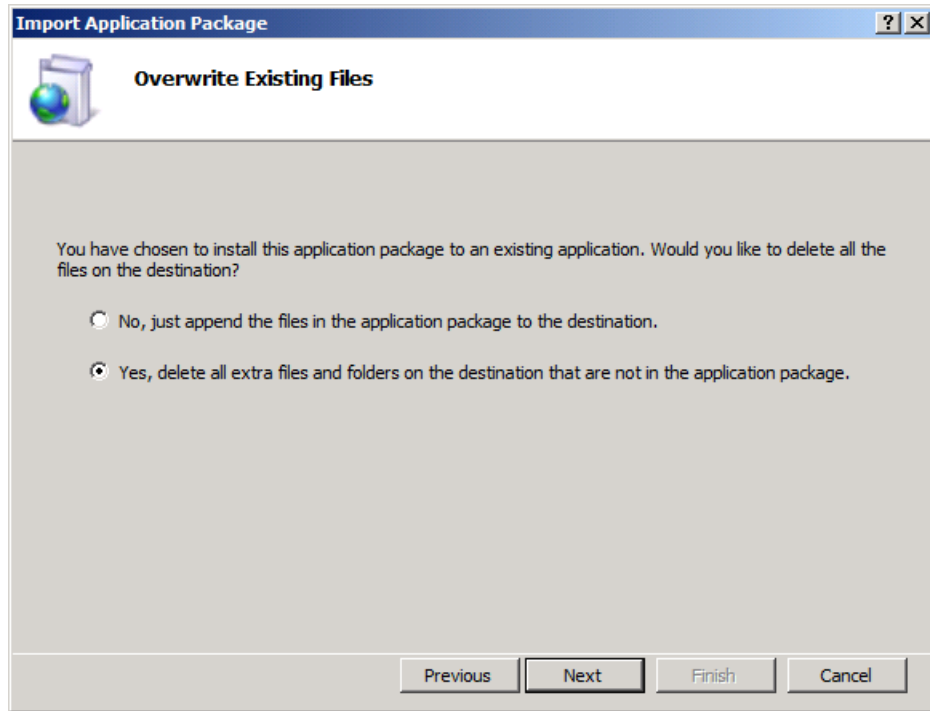 Import Application Package
Overwrite Existing Files
You have chosen to install this application package to an existing application. Would you like to delete all the
files on the destination?
No, just append the files in the application package to the destination.
Yes, delete all extra files and folders on the destination that are not in the application package.
Previous Next Finish Cancel